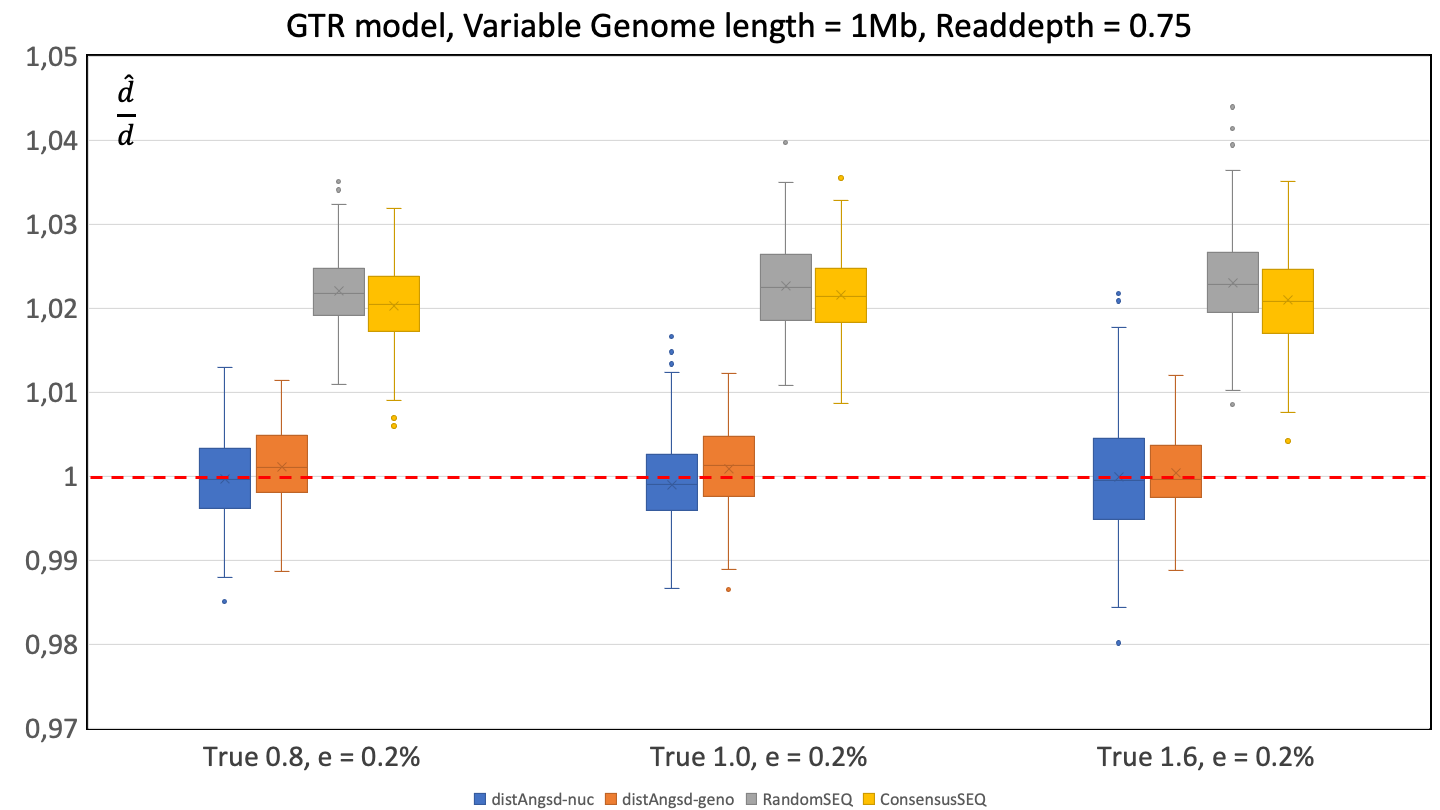 GTR model, Variable Genome length = 1Mb, Readdepth = 0.75
1,05
d̂
d
1,04
1,03
1,02
1,01
1
0,99
0,98
0,97
True 0.8, e = 0.2%
True 1.0, e = 0.2%
True 1.6, e = 0.2%
distAngsd-nuc distAngsd-geno RandomSEQ ConsensusSEQ